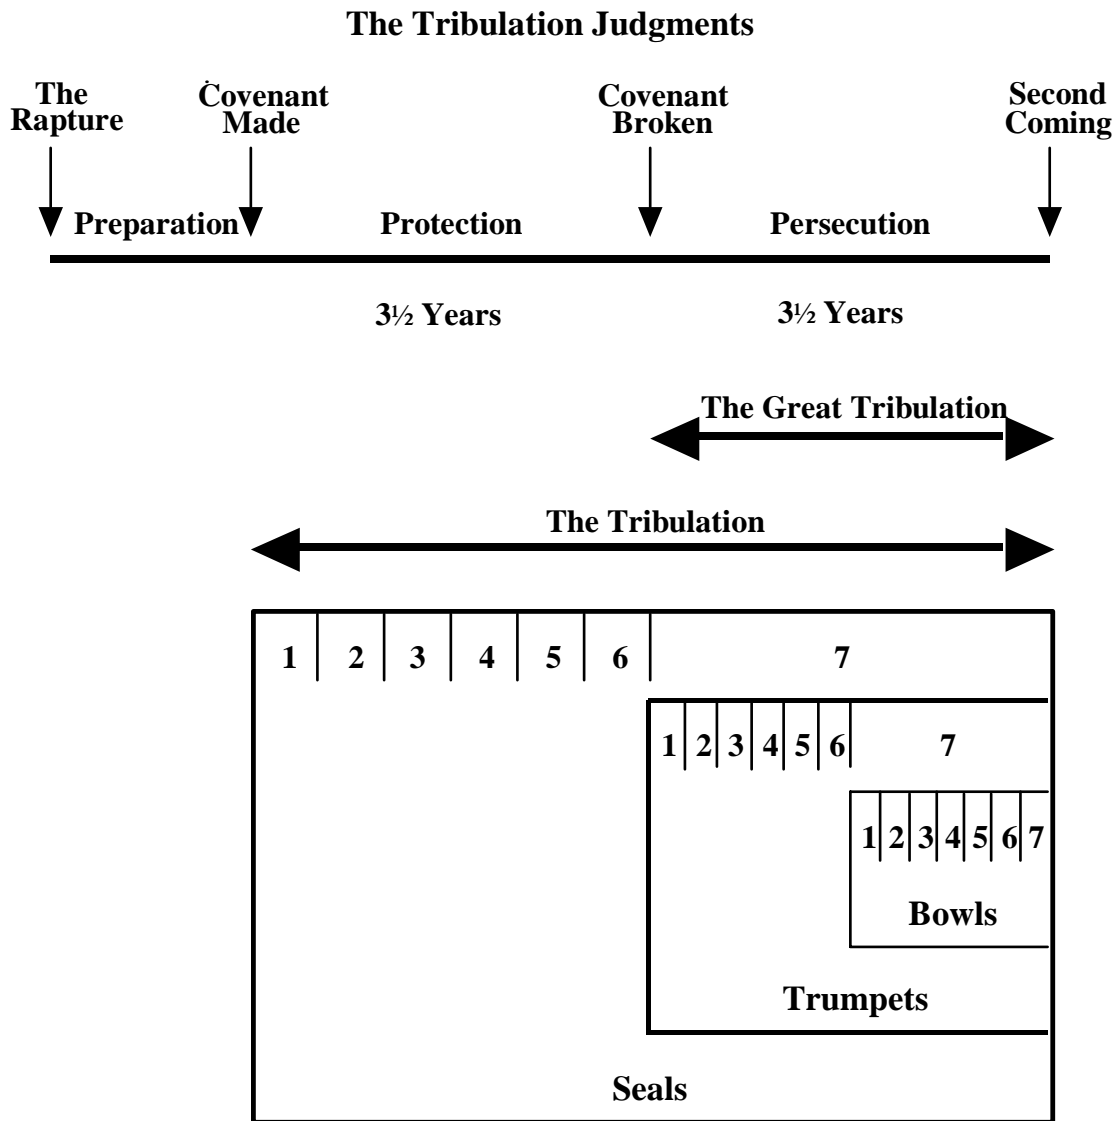 The Tribulation Judgments
The
Rapture
Covenant
Made
Covenant
Broken
Second
Coming
Preparation
Protection
Persecution
3½ Years
3½ Years
The Great Tribulation
The Tribulation
1 2 3 4 5 6 7
1 2 3 4 5 6 7
1 2 3 4 5 6 7
Bowls
Trumpets
Seals